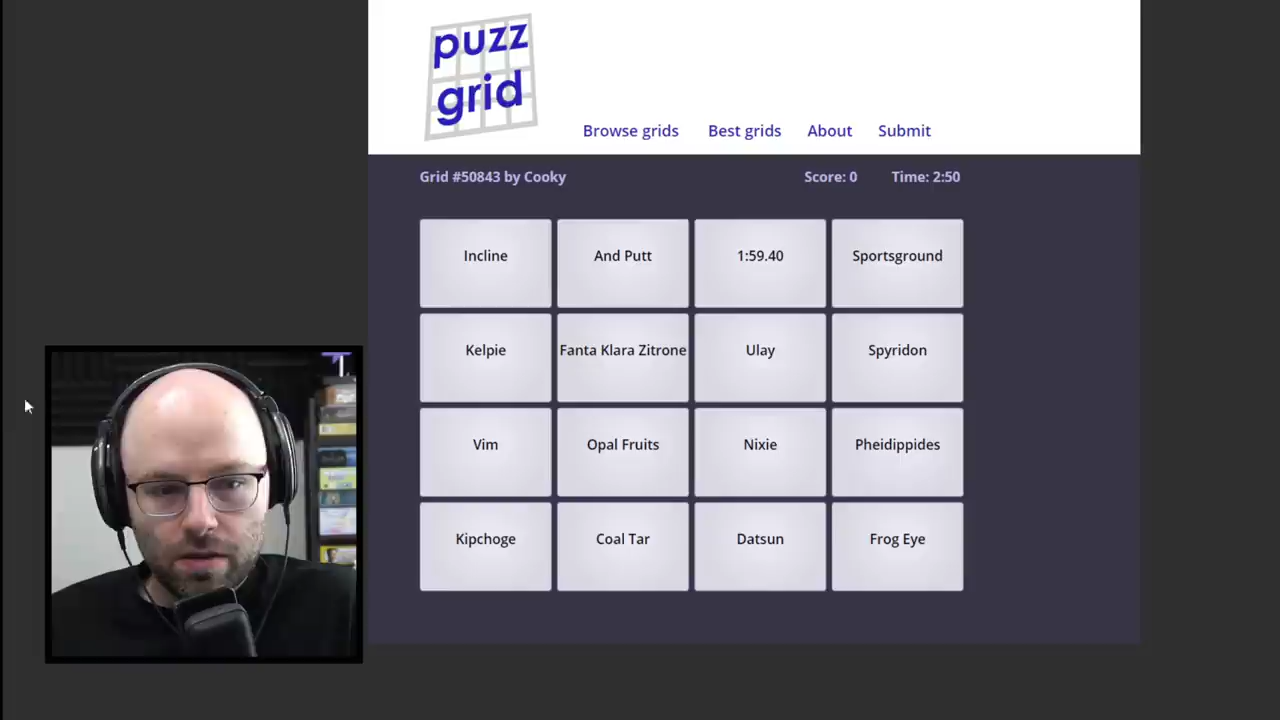 puzz
grid
Browse grids
Best grids
About
Submit
Grid #50843 by Cooky
Score: 0
Time: 2:50
Incline
And Putt
1:59.40
Sportsground
Kelpie
Fanta Klara Zitrone
Ulay
Spyridon
Vim
Opal Fruits
Nixie
Pheidippides
Kipchoge
Coal Tar
Datsun
Frog Eye